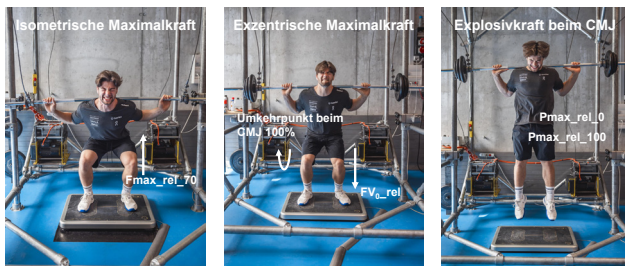 Isometrische Maximalkraft
Fmax_rel_70
Exzentrische Maximalkraft
Umkehrpunkt beim
CMJ 100%
FV₀_rel
Explosivkraft beim CMJ
Pmax_rel_0
Pmax_rel_100